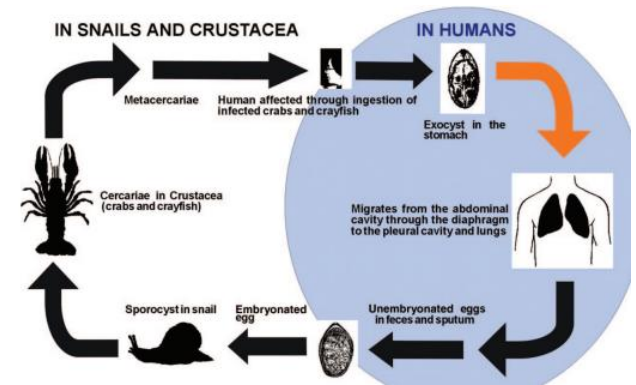 IN SNAILS AND CRUSTACEA
IN HUMANS
Metacercariae
Human affected through ingestion of
infected crabs and crayfish
Exocyst in the
stomach
Cercariae in Crustacea
(crabs and crayfish)
Migrates from the abdominal
cavity through the diaphragm
to the pleural cavity and lungs
Sporocyst in snail
Embryonated
egg
Unembryonated eggs
in feces and sputum